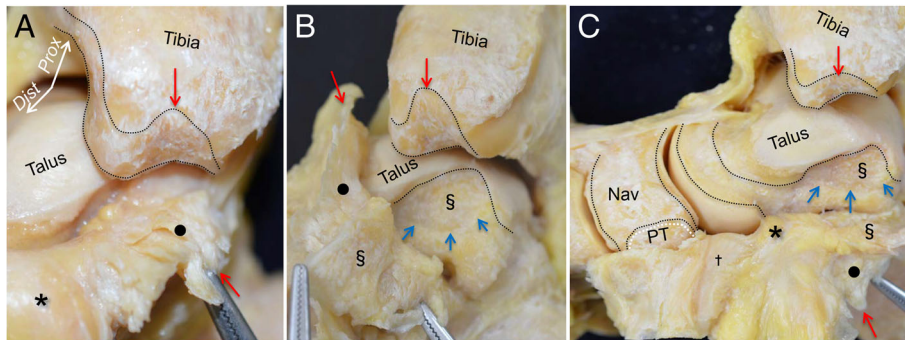 A
Tibia
Prox
Dist
Talus
*
B
Tibia
Talus
§
§
C
Tibia
Talus
§
Nav
§
PT
*
†